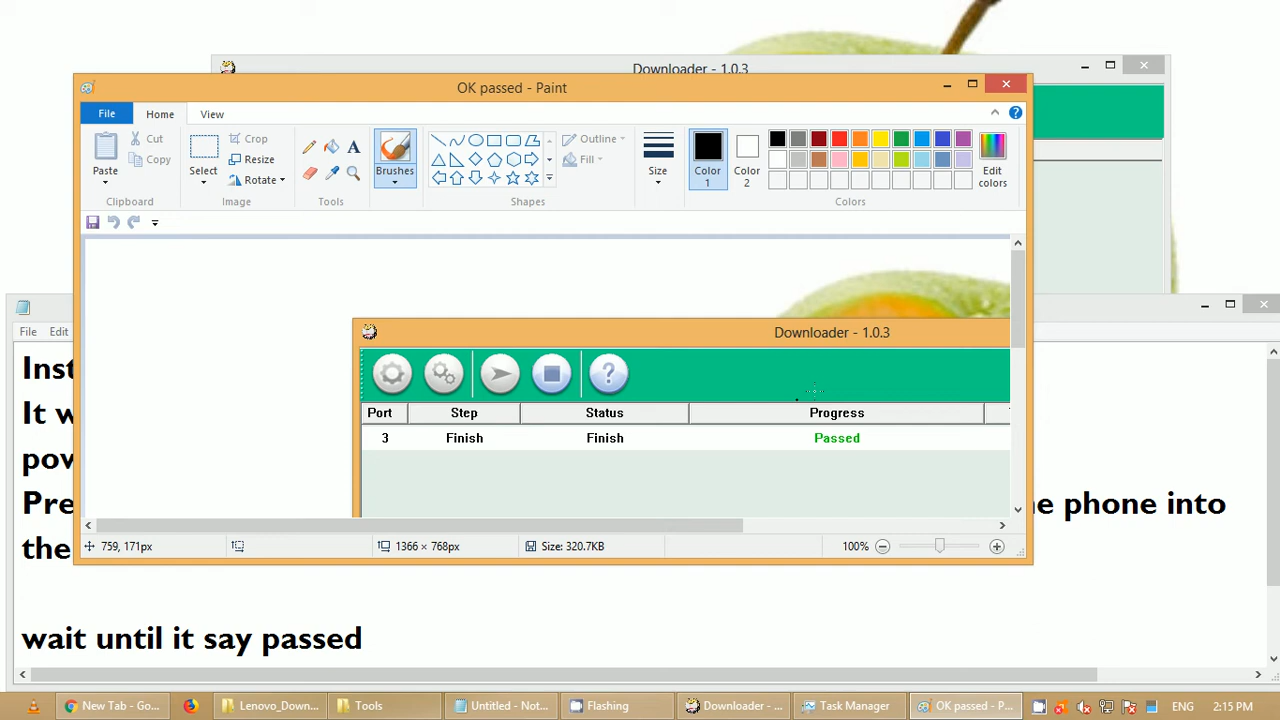 Downloader - 1.0.3
OK passed - Paint
File Home View
Paste
Cut
Copy
Clipboard
Select
Crop
Resize
Rotate
Image
Tools
Brushes
Outline
Fill
Shapes
Size
Color 1
Color 2
Edit colors
Colors
Downloader - 1.0.3
Port Step Status Progress
3 Finish Finish Passed
759, 171px 1366 × 768px Size: 320.7KB 100%
File Edit
Inst
It w
pow
Pre e phone into
the
wait until it say passed
New Tab - Go... Lenovo_Down... Tools Untitled - Not... Flashing Downloader - ... Task Manager OK passed - P... ENG 2:15 PM